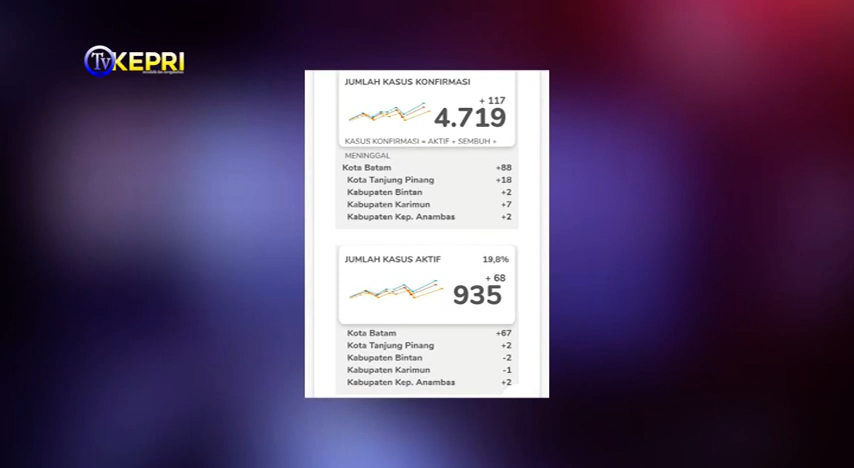 Tv KEPRI
JUMLAH KASUS KONFIRMASI
+ 117
4.719
KASUS KONFIRMASI = AKTIF + SEMBUH +
MENINGGAL
Kota Batam +88
Kota Tanjung Pinang +18
Kabupaten Bintan +2
Kabupaten Karimun +7
Kabupaten Kep. Anambas +2
JUMLAH KASUS AKTIF 19,8%
+ 68
935
Kota Batam +67
Kota Tanjung Pinang +2
Kabupaten Bintan -2
Kabupaten Karimun -1
Kabupaten Kep. Anambas +2